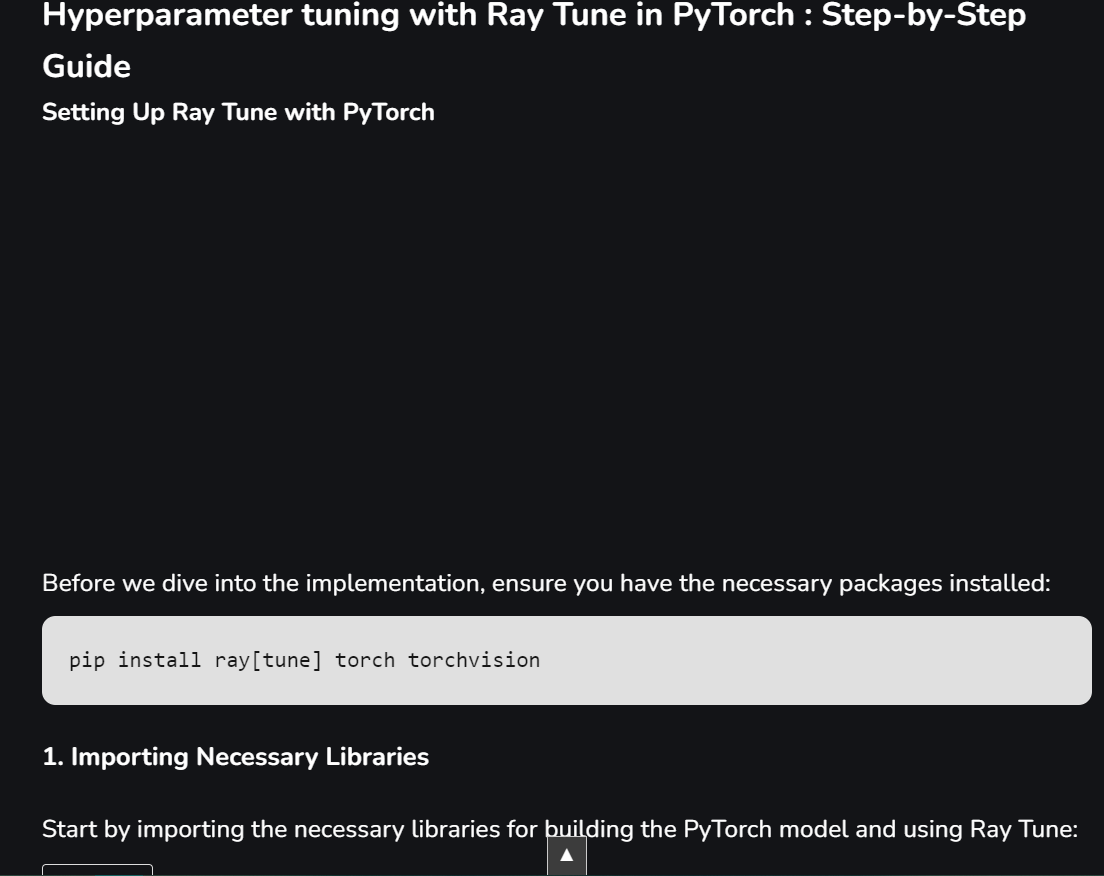 Hyperparameter tuning with Ray Tune in PyTorch : Step-by-Step
Guide
Setting Up Ray Tune with PyTorch
Before we dive into the implementation, ensure you have the necessary packages installed:
pip install ray[tune] torch torchvision
1. Importing Necessary Libraries
Start by importing the necessary libraries for building the PyTorch model and using Ray Tune: